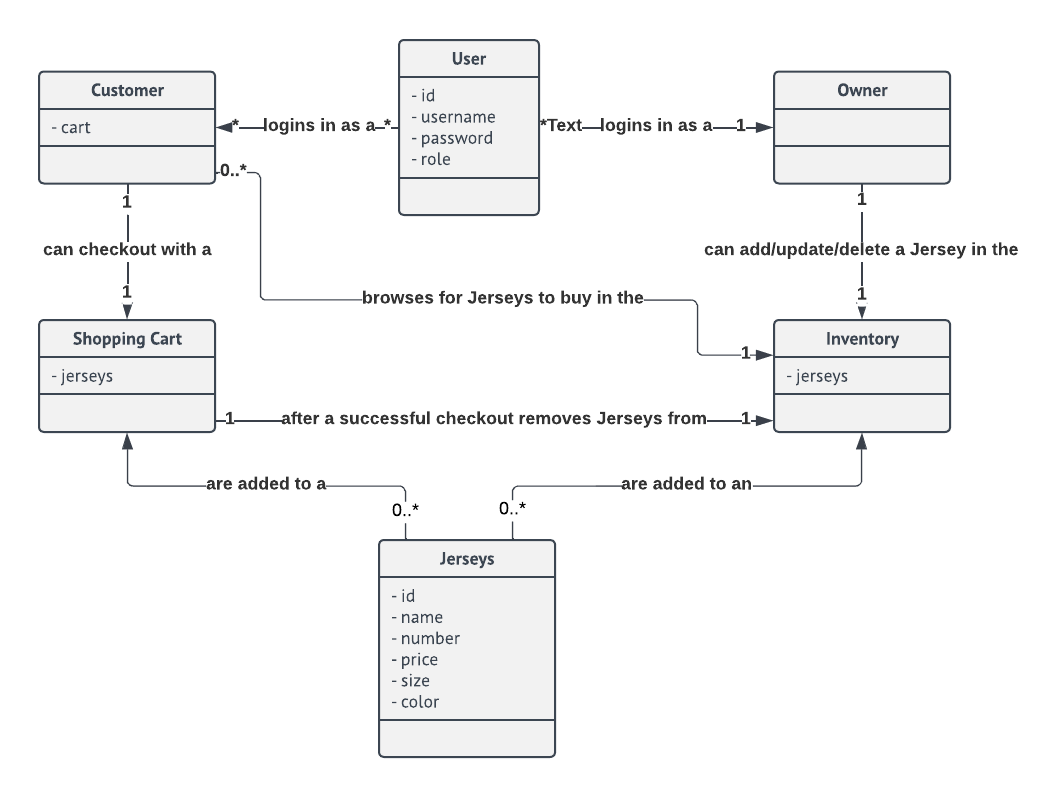 User
- id
- username
- password
- role
Customer
- cart
Owner
* logins in as a *
*Text logins in as a 1
0..*
1
can checkout with a
1
1
can add/update/delete a Jersey in the
1
browses for Jerseys to buy in the
1
Shopping Cart
- jerseys
Inventory
- jerseys
1 after a successful checkout removes Jerseys from 1
are added to a
0..*
are added to an
0..*
Jerseys
- id
- name
- number
- price
- size
- color